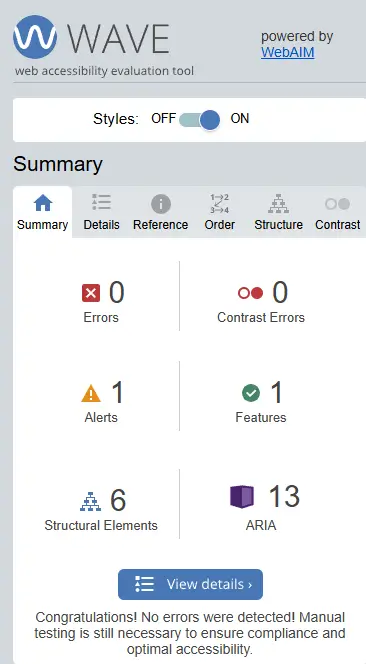 WAVE
web accessibility evaluation tool
powered by
WebAIM
Styles: OFF ON
Summary
Summary Details Reference Order Structure Contrast
0
Errors
0
Contrast Errors
1
Alerts
1
Features
6
Structural Elements
13
ARIA
View details ›
Congratulations! No errors were detected! Manual
testing is still necessary to ensure compliance and
optimal accessibility.